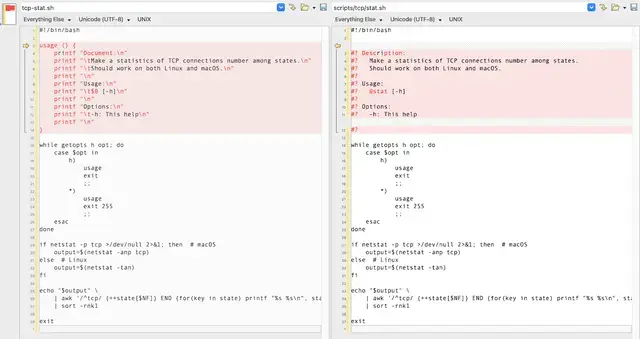 tcp-stat.sh
Everything Else Unicode (UTF-8) UNIX
#!/bin/bash
usage () {
printf "Document:\n"
printf "\tMake a statistics of TCP connections number among states.\n"
printf "\tShould work on both Linux and macOS.\n"
printf "\n"
printf "Usage:\n"
printf "\t$0 [-h]\n"
printf "\n"
printf "Options:\n"
printf "\t-h: This help\n"
printf "\n"
}
while getopts h opt; do
case $opt in
h)
usage
exit
;;
*)
usage
exit 255
;;
esac
done
if netstat -p tcp >/dev/null 2>&1; then # macOS
output=$(netstat -anp tcp)
else # Linux
output=$(netstat -tan)
fi
echo "$output" \
| awk '/^tcp/ {++state[$NF]} END {for(key in state) printf "%s %s\n", sta
| sort -rnk1
exit
scripts/tcp/stat.sh
Everything Else Unicode (UTF-8) UNIX
#!/bin/bash
#? Description:
#? Make a statistics of TCP connections number among states.
#? Should work on both Linux and macOS.
#?
#? Usage:
#? @stat [-h]
#?
#? Options:
#? -h: This help
#?
while getopts h opt; do
case $opt in
h)
usage
exit
;;
*)
usage
exit 255
;;
esac
done
if netstat -p tcp >/dev/null 2>&1; then # macOS
output=$(netstat -anp tcp)
else # Linux
output=$(netstat -tan)
fi
echo "$output" \
| awk '/^tcp/ {++state[$NF]} END {for(key in state) printf "%s %s\n", sta
| sort -rnk1
exit